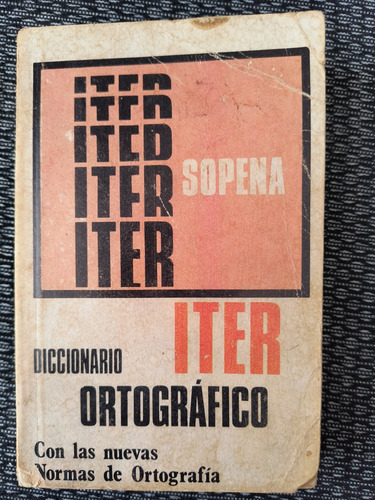 ITER
ITER
ITER
ITER
ITER
SOPENA
ITER
DICCIONARIO
ORTOGRÁFICO
Con las nuevas
Normas de Ortografía